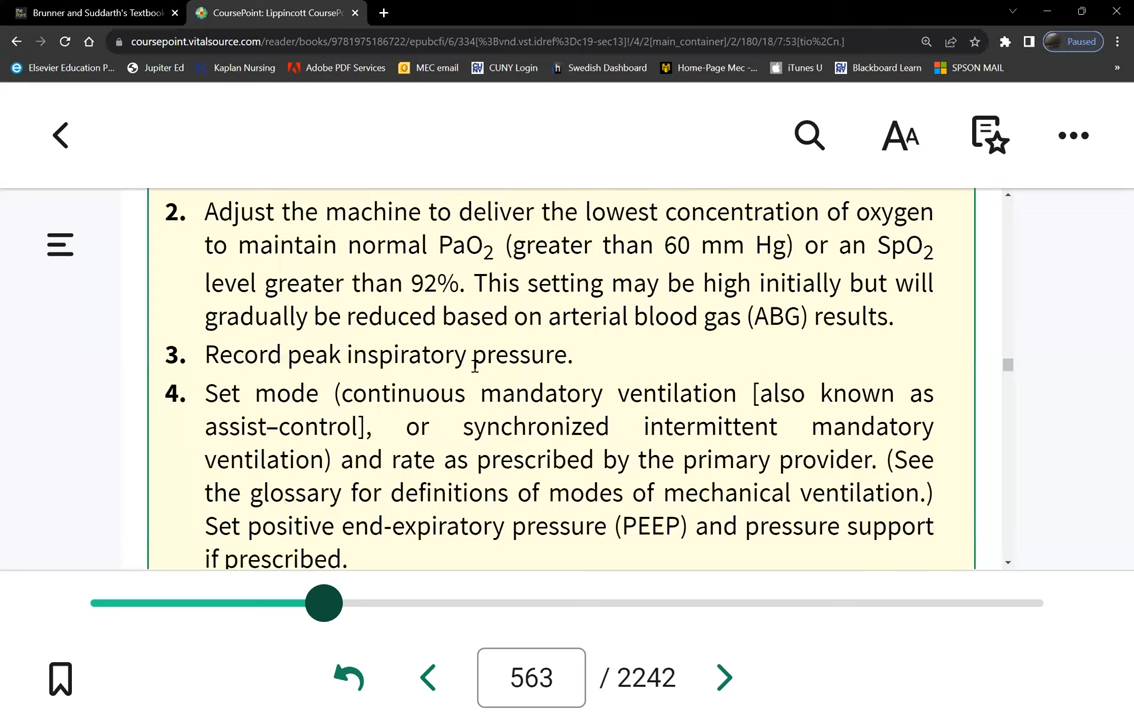 Brunner and Suddarth's Textbook
CoursePoint: Lippincott CourseP
coursepoint.vitalsource.com/reader/books/9781975186722/epubcfi/6/334[%3Bvnd.vst.idref%3Dc19-sec13]!/4/2[main_container]/2/180/18/7:53[tio%2Cn.]
Paused
Elsevier Education P... Jupiter Ed Kaplan Nursing Adobe PDF Services MEC email CUNY Login Swedish Dashboard Home-Page Mec -... iTunes U Blackboard Learn SPSON MAIL »
AA
2. Adjust the machine to deliver the lowest concentration of oxygen
to maintain normal PaO2 (greater than 60 mm Hg) or an SpO2
level greater than 92%. This setting may be high initially but will
gradually be reduced based on arterial blood gas (ABG) results.
3. Record peak inspiratory pressure.
4. Set mode (continuous mandatory ventilation [also known as
assist–control], or synchronized intermittent mandatory
ventilation) and rate as prescribed by the primary provider. (See
the glossary for definitions of modes of mechanical ventilation.)
Set positive end-expiratory pressure (PEEP) and pressure support
if prescribed.
563 / 2242